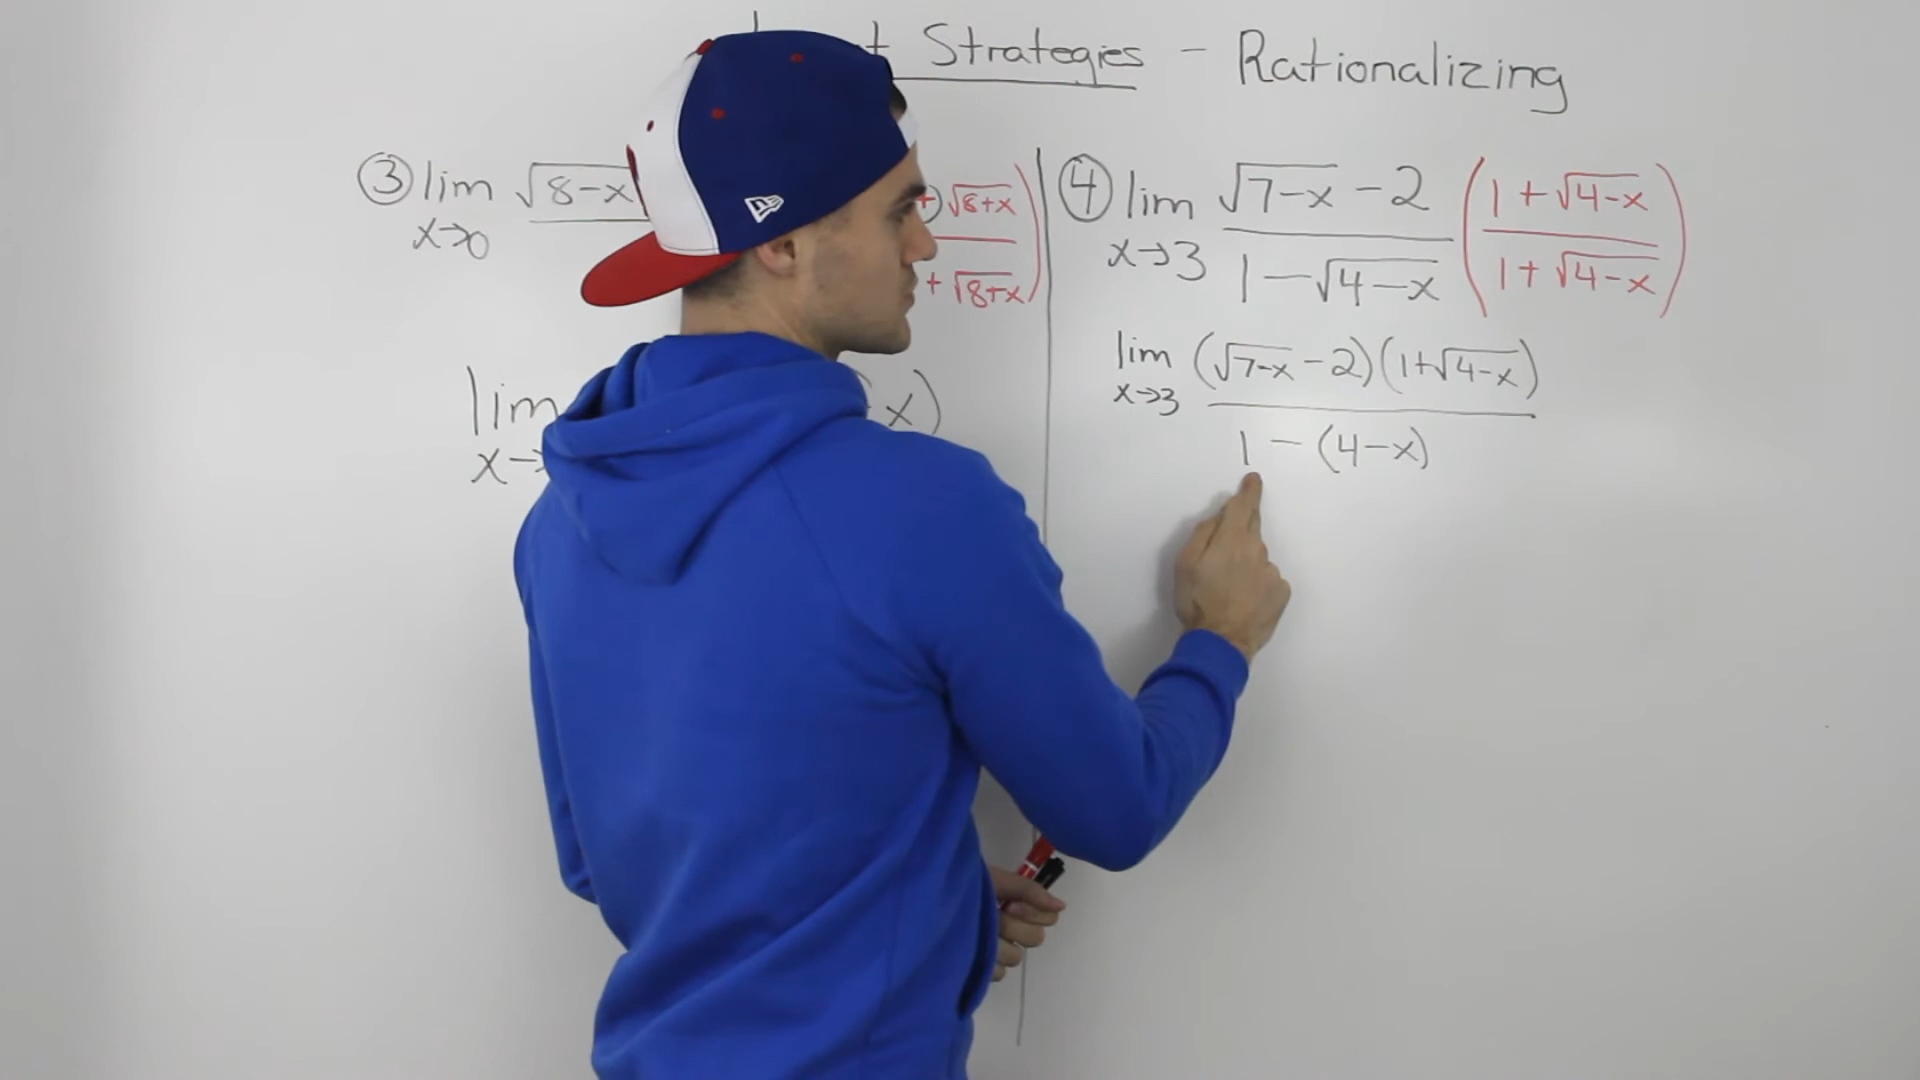 Strategies - Rationalizing
③ lim √8-x + √8+x
x→0 + √8+x
lim x)
x→
④ lim √7-x - 2 (1 + √4-x)
x→3 1 - √4-x (1 + √4-x)
lim (√7-x - 2)(1+√4-x)
x→3
1 - (4-x)